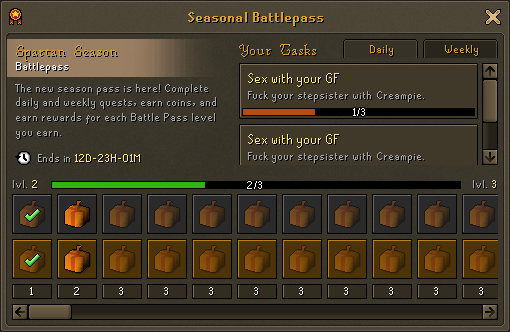 Seasonal Battlepass
Spartan Season
Battlepass
The new season pass is here! Complete
daily and weekly quests, earn coins, and
earn rewards for each Battle Pass level
you earn.
Ends in 12D-23H-01M
Your Tasks
Daily
Weekly
Sex with your GF
Fuck your stepsister with Creampie.
1/3
Sex with your GF
Fuck your stepsister with Creampie.
lvl. 2
2/3
lvl. 3
1 2 3 3 3 3 3 3 3 3